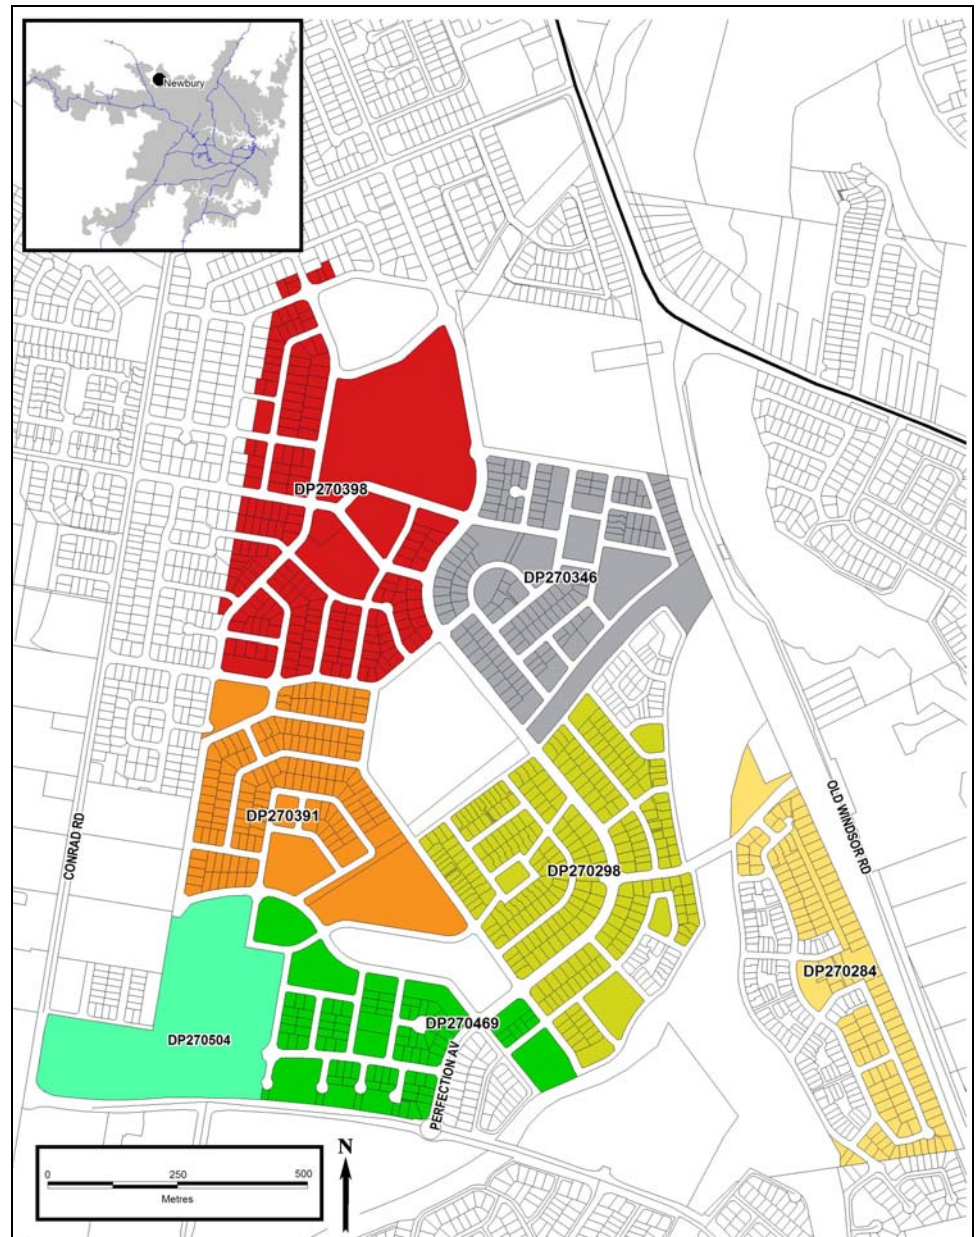 Newbury
DP270398
DP270346
OLD WINDSOR RD
CONRAD RD
DP270391
DP270298
DP270284
DP270469
DP270504
PERFECTION AV
N
0 250 500
Metres